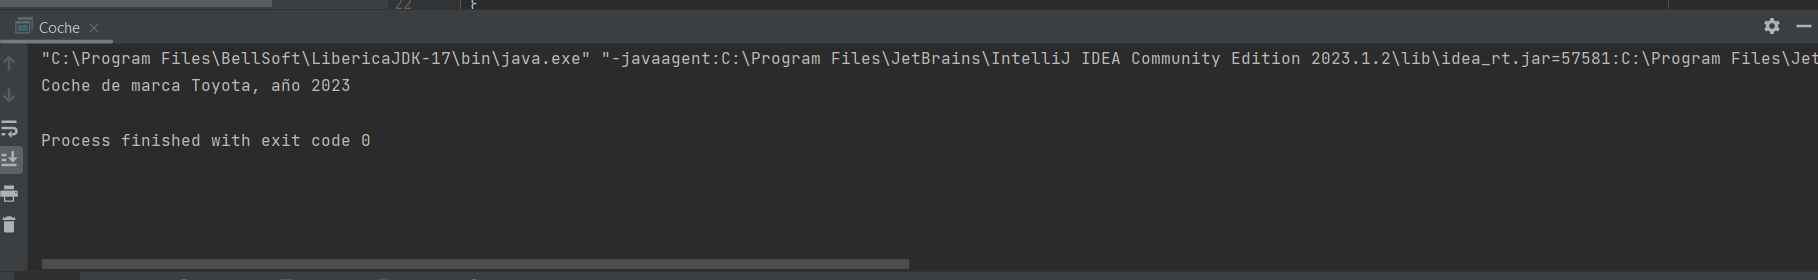 22
Coche
"C:\Program Files\BellSoft\LibericaJDK-17\bin\java.exe" "-javaagent:C:\Program Files\JetBrains\IntelliJ IDEA Community Edition 2023.1.2\lib\idea_rt.jar=57581:C:\Program Files\Jet
Coche de marca Toyota, año 2023
Process finished with exit code 0